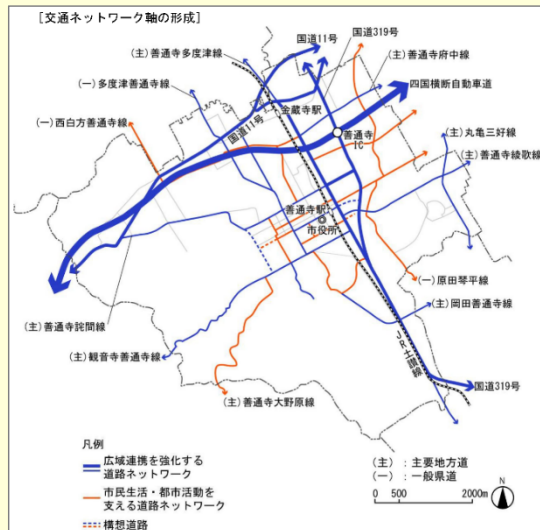 ［交通ネットワーク軸の形成］
国道11号
国道319号
(主)善通寺多度津線
(主)善通寺府中線
(一)多度津善通寺線
四国横断自動車道
金蔵寺駅
(一)西白方善通寺線
国道11号
善通寺
IC
(主)丸亀三好線
(主)善通寺綾歌線
善通寺駅
市役所
(一)原田琴平線
(主)岡田善通寺線
(主)善通寺詫間線
JR土讃線
(主)観音寺善通寺線
国道319号
(主)善通寺大野原線
凡例
広域連携を強化する
道路ネットワーク
市民生活・都市活動を
支える道路ネットワーク
構想道路
(主)：主要地方道
(一)：一般県道
N
0 500 2000m